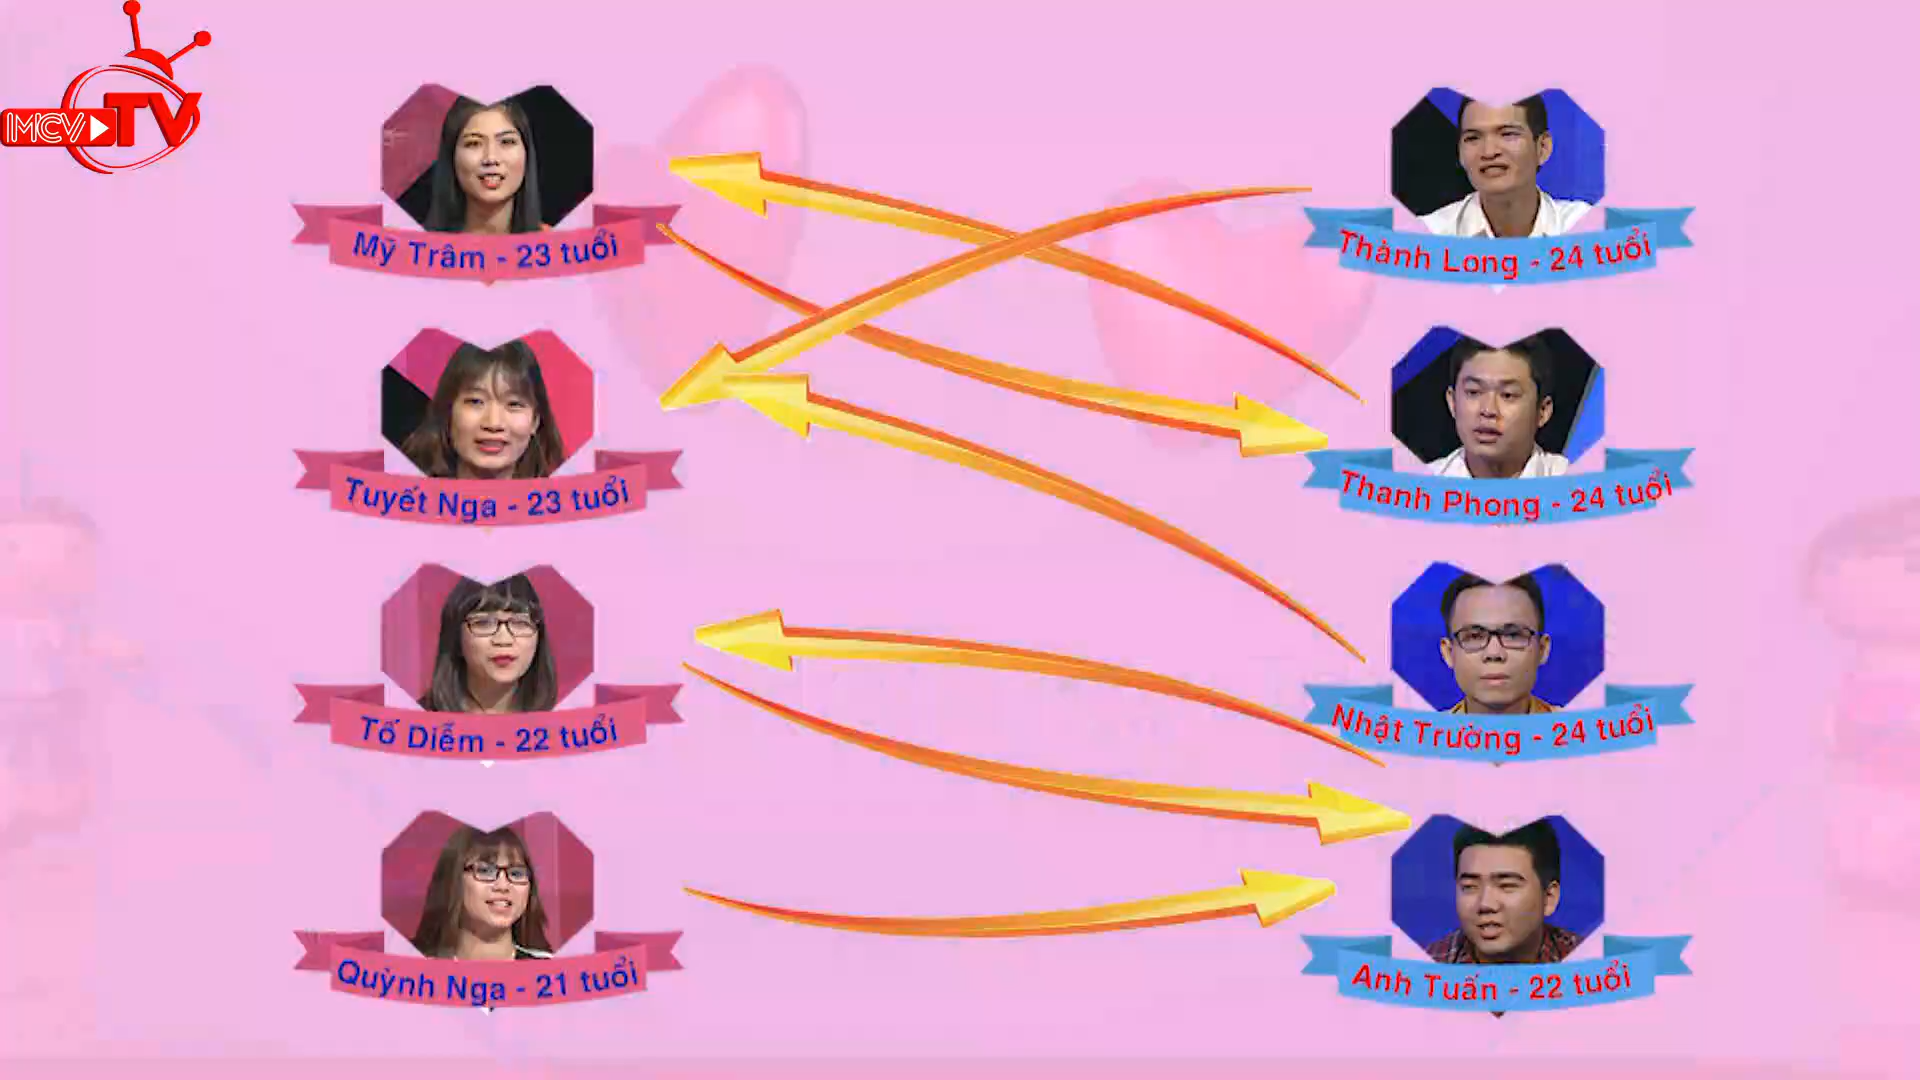 MCV TV
Mỹ Trâm - 23 tuổi
Thành Long - 24 tuổi
Tuyết Nga - 23 tuổi
Thanh Phong - 24 tuổi
Tố Diễm - 22 tuổi
Nhật Trường - 24 tuổi
Quỳnh Nga - 21 tuổi
Anh Tuấn - 22 tuổi